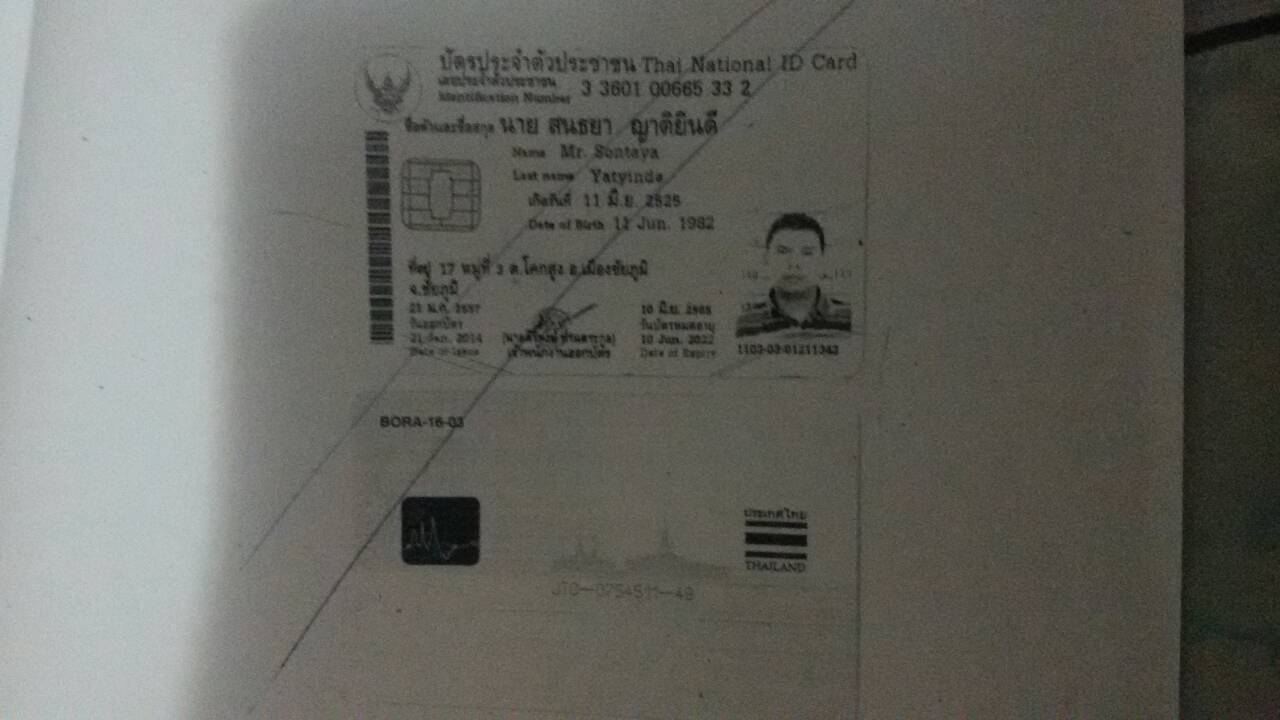 บัตรประจำตัวประชาชน Thai National ID Card
เลขประจำตัวประชาชน 3 3601 00665 33 2
Identification Number
ชื่อตัวและชื่อสกุล นาย สนธยา ญาติยินดี
Name Mr. Sontaya
Last name Yatyinde
เกิดวันที่ 11 มิ.ย. 2525
Date of Birth 11 Jun. 1982
ที่อยู่ 17 หมู่ที่ 3 ต.โคกสูง อ.เมืองชัยภูมิ
จ.ชัยภูมิ
21 ม.ค. 2557
วันออกบัตร
21 Jan. 2014
Date of Issue
เจ้าพนักงานออกบัตร
10 มิ.ย. 2565
วันบัตรหมดอายุ
10 Jun. 2022
Date of Expiry
1103-03-01211343
BORA-16-03
ประเทศไทย
THAILAND